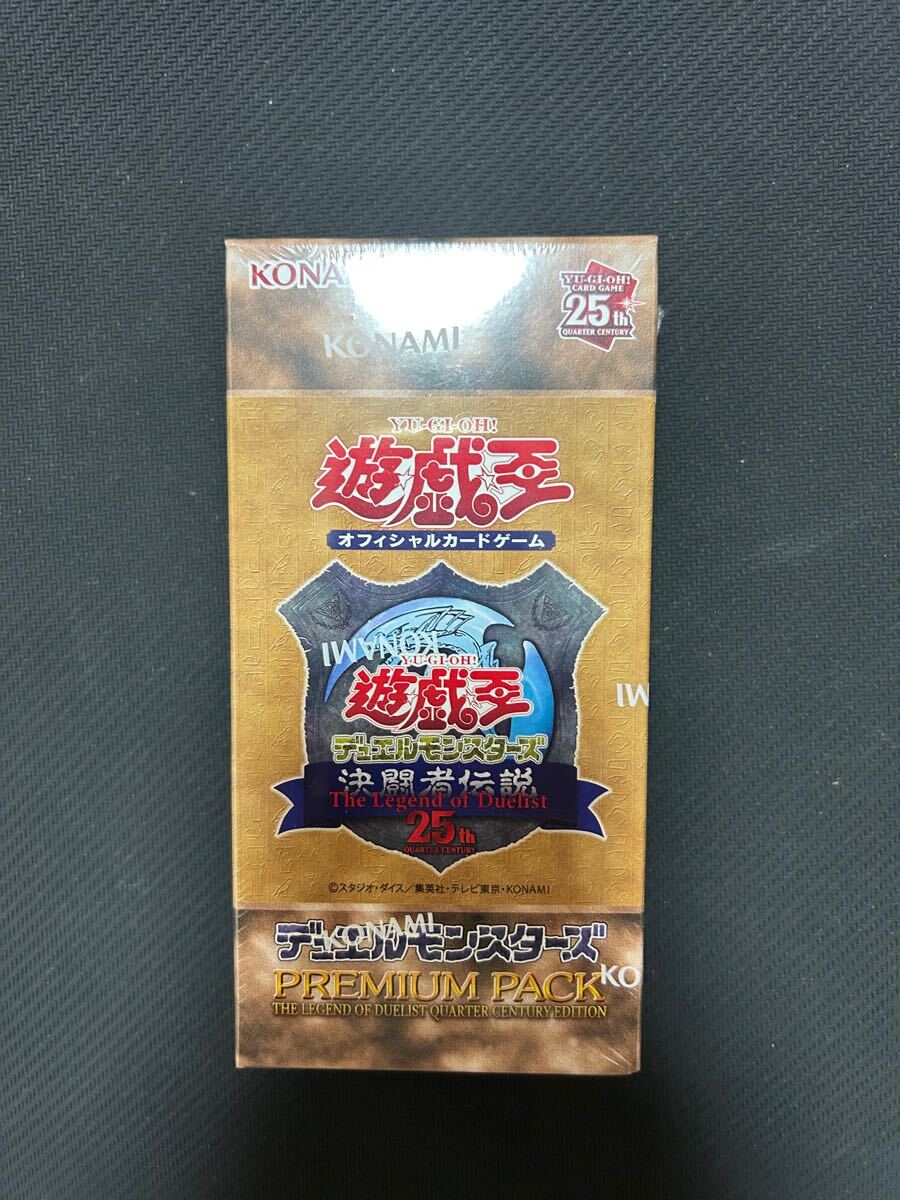 KONA
YU-GI-OH!
CARD GAME
25th
QUARTER CENTURY
KONAMI
YU-GI-OH!
遊戯王
オフィシャルカードゲーム
KONAMI
YU-GI-OH!
遊戯王
MI
デュエルモンスターズ
決闘者伝説
The Legend of Duelist
25th
QUARTER CENTURY
©スタジオ・ダイス/集英社・テレビ東京・KONAMI
KONAMI
デュエルモンスターズ
KO
PREMIUM PACK
THE LEGEND OF DUELIST QUARTER CENTURY EDITION